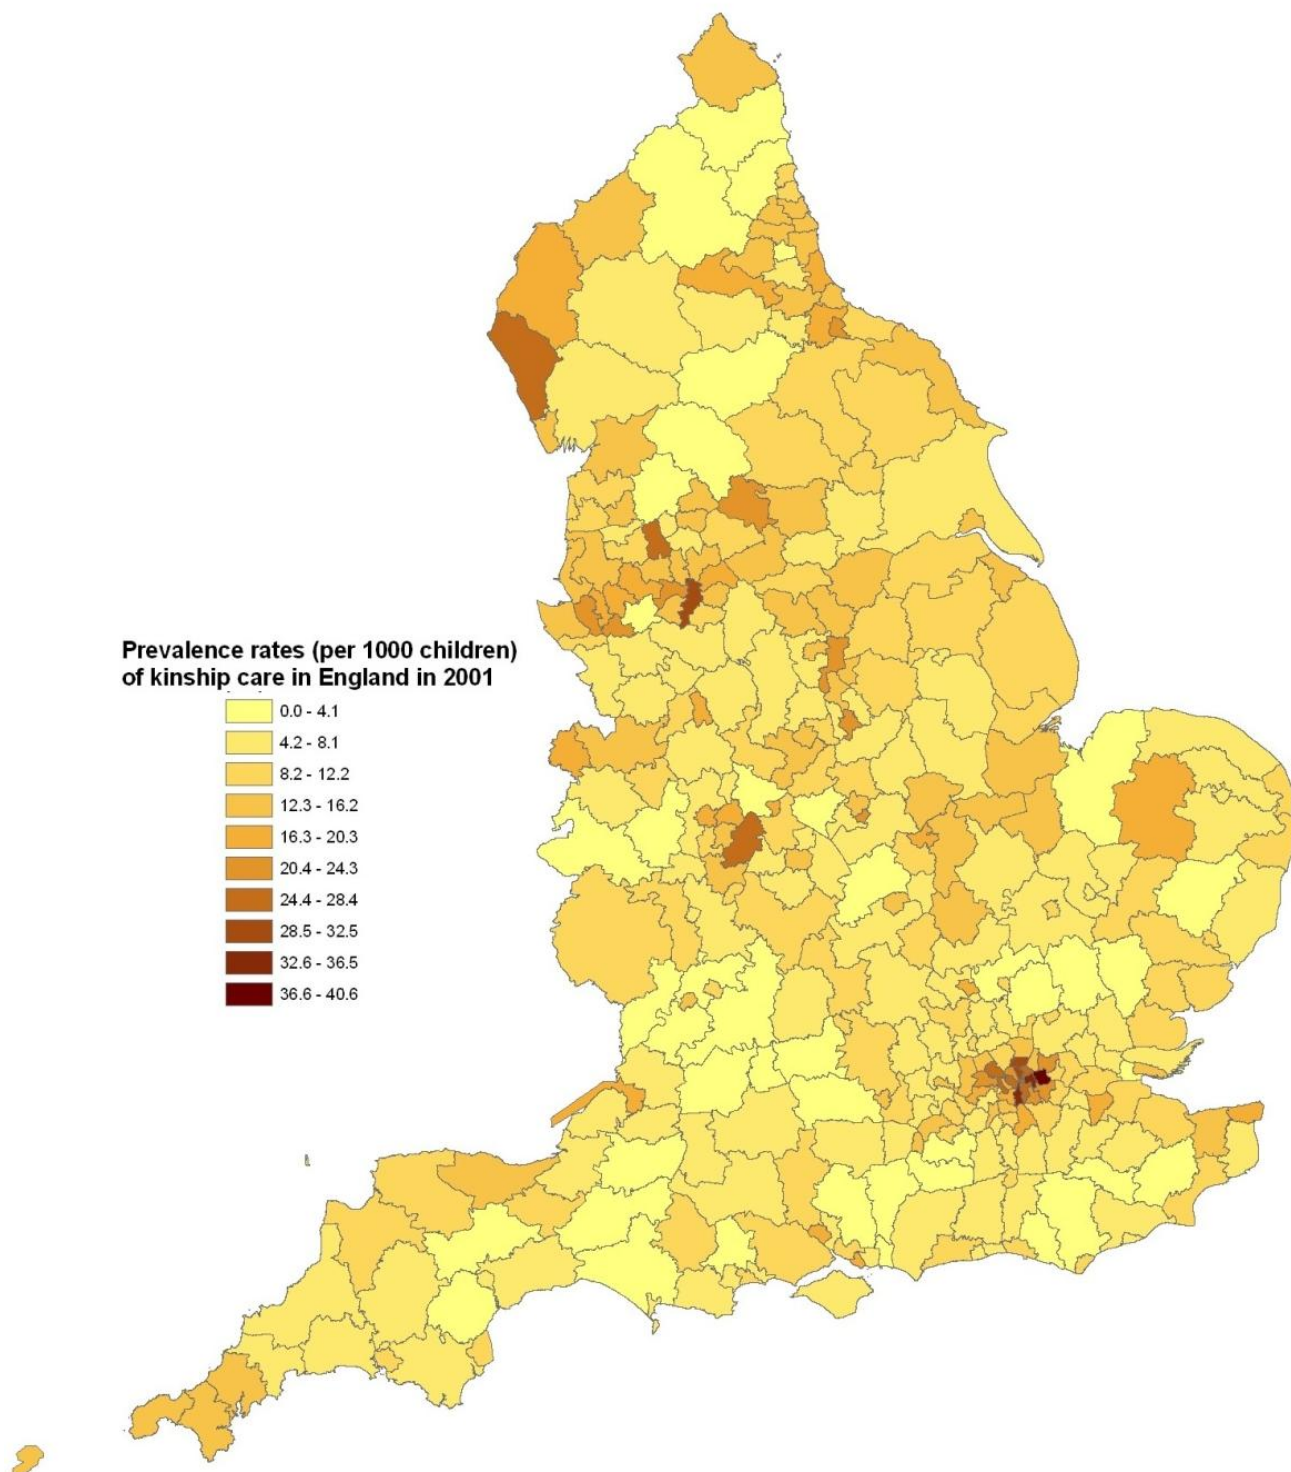 Prevalence rates (per 1000 children)
of kinship care in England in 2001
0.0 - 4.1
4.2 - 8.1
8.2 - 12.2
12.3 - 16.2
16.3 - 20.3
20.4 - 24.3
24.4 - 28.4
28.5 - 32.5
32.6 - 36.5
36.6 - 40.6